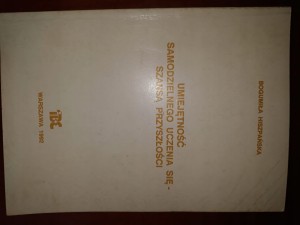 BOGUMIŁA HISZPAŃSKA
UMIEJĘTNOŚĆ
SAMODZIELNEGO UCZENIA SIĘ -
SZANSĄ PRZYSZŁOŚCI
WARSZAWA